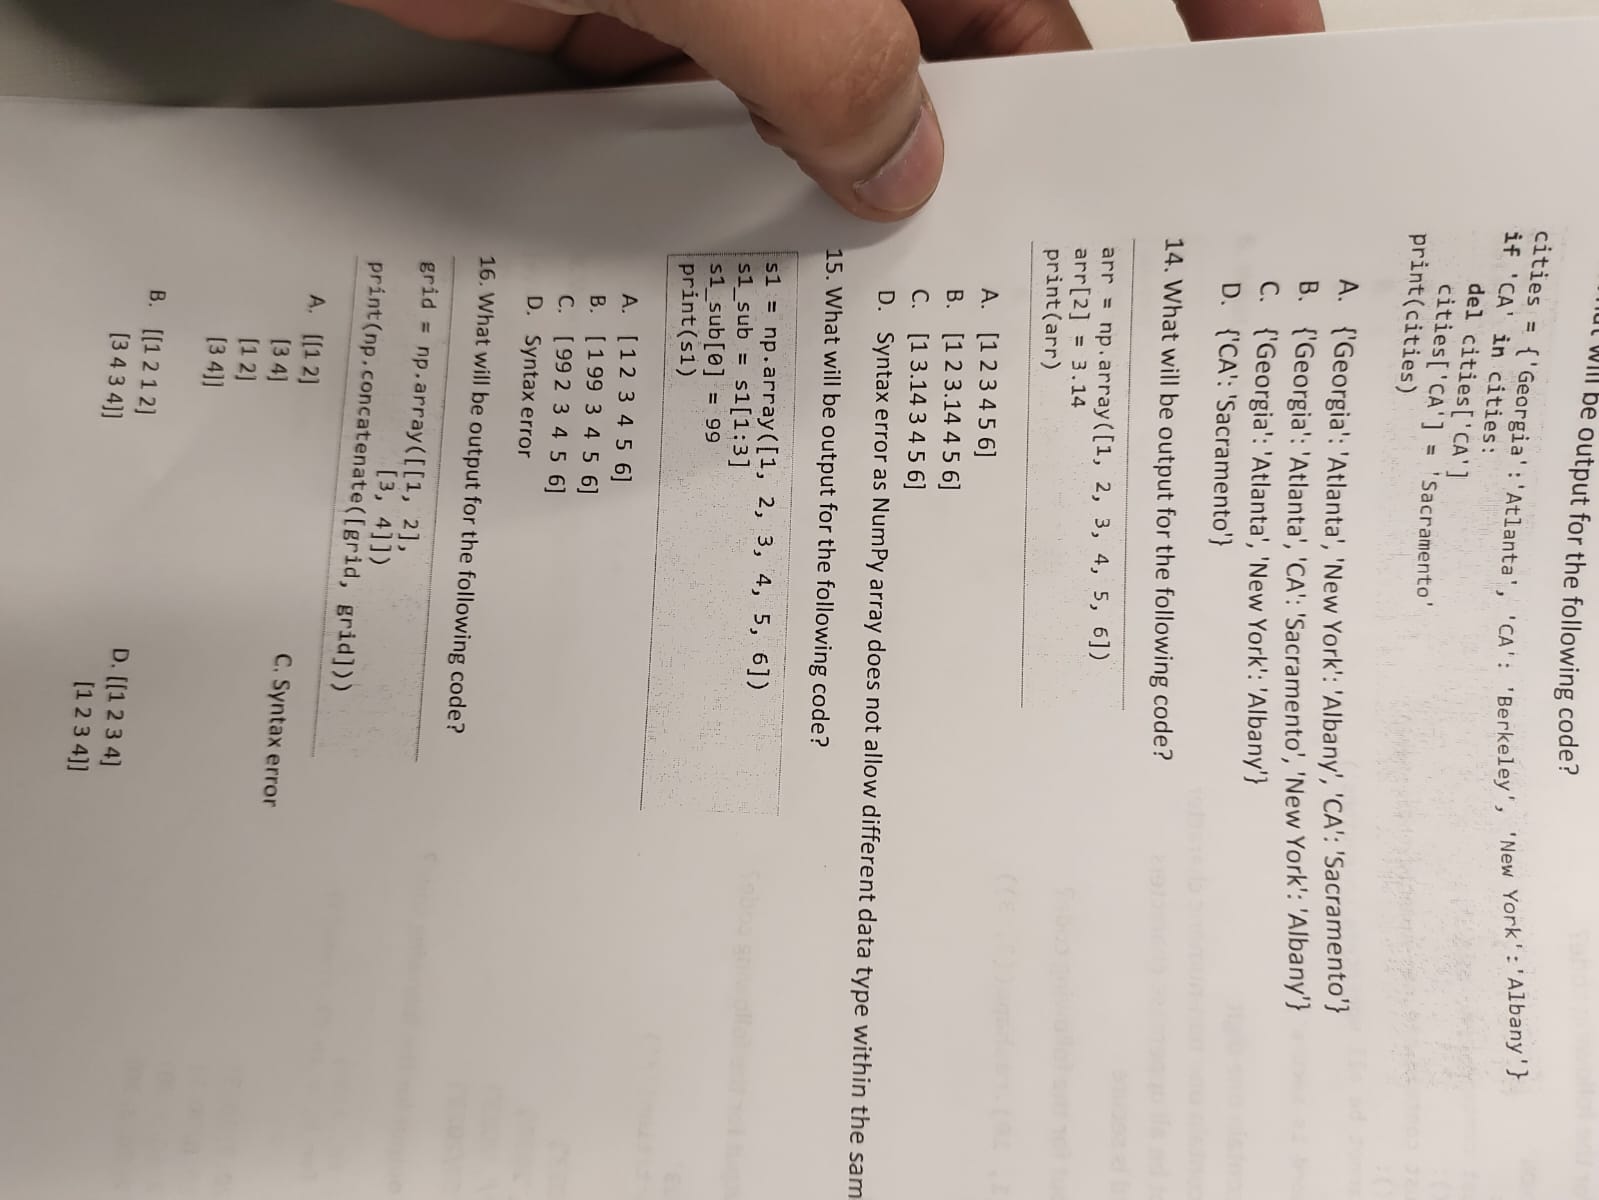 will be output for the following code?
cities = {'Georgia':'Atlanta', 'CA': 'Berkeley', 'New York':'Albany'}
if 'CA' in cities:
del cities['CA']
cities['CA'] = 'Sacramento'
print(cities)
A. {'Georgia': 'Atlanta', 'New York': 'Albany', 'CA': 'Sacramento'}
B. {'Georgia': 'Atlanta', 'CA': 'Sacramento', 'New York': 'Albany'}
C. {'Georgia': 'Atlanta', 'New York': 'Albany'}
D. {'CA': 'Sacramento'}
14. What will be output for the following code?
arr = np.array([1, 2, 3, 4, 5, 6])
arr[2] = 3.14
print(arr)
A. [1 2 3 4 5 6]
B. [1 2 3.14 4 5 6]
C. [1 3.14 3 4 5 6]
D. Syntax error as NumPy array does not allow different data type within the sam
15. What will be output for the following code?
s1 = np.array([1, 2, 3, 4, 5, 6])
s1_sub = s1[1:3]
s1_sub[0] = 99
print(s1)
A. [1 2 3 4 5 6]
B. [1 99 3 4 5 6]
C. [ 99 2 3 4 5 6]
D. Syntax error
16. What will be output for the following code?
grid = np.array([[1, 2],
[3, 4]])
print(np.concatenate([grid, grid]))
A. [[1 2]
[3 4]
[1 2]
[3 4]]
C. Syntax error
B. [[1 2 1 2]
[3 4 3 4]]
D. [[1 2 3 4]
[1 2 3 4]]